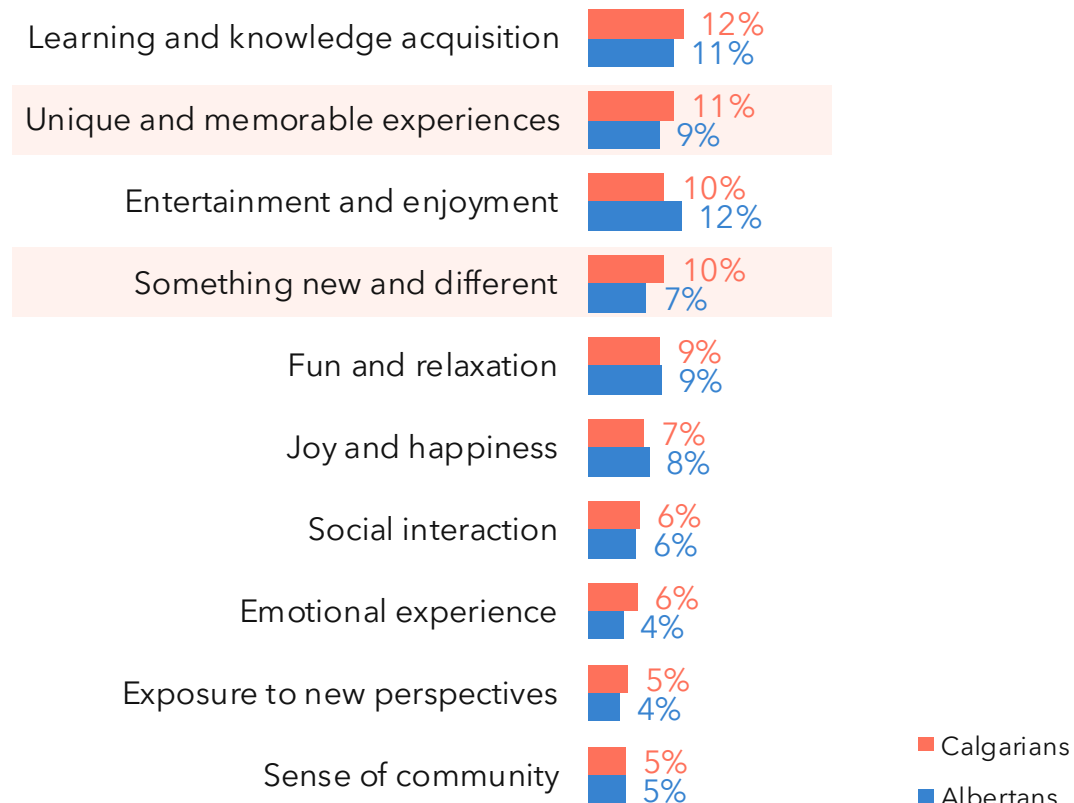 Learning and knowledge acquisition
12%
11%
Unique and memorable experiences
11%
9%
Entertainment and enjoyment
10%
12%
Something new and different
10%
7%
Fun and relaxation
9%
9%
Joy and happiness
7%
8%
Social interaction
6%
6%
Emotional experience
6%
4%
Exposure to new perspectives
5%
4%
Sense of community
5%
5%
Calgarians
Albertans